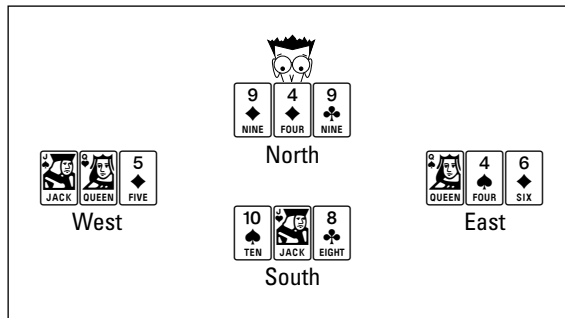 9 4 9
NINE FOUR NINE
North
J Q 5
JACK QUEEN FIVE
West
Q 4 6
QUEEN FOUR SIX
East
10 J 8
TEN JACK EIGHT
South